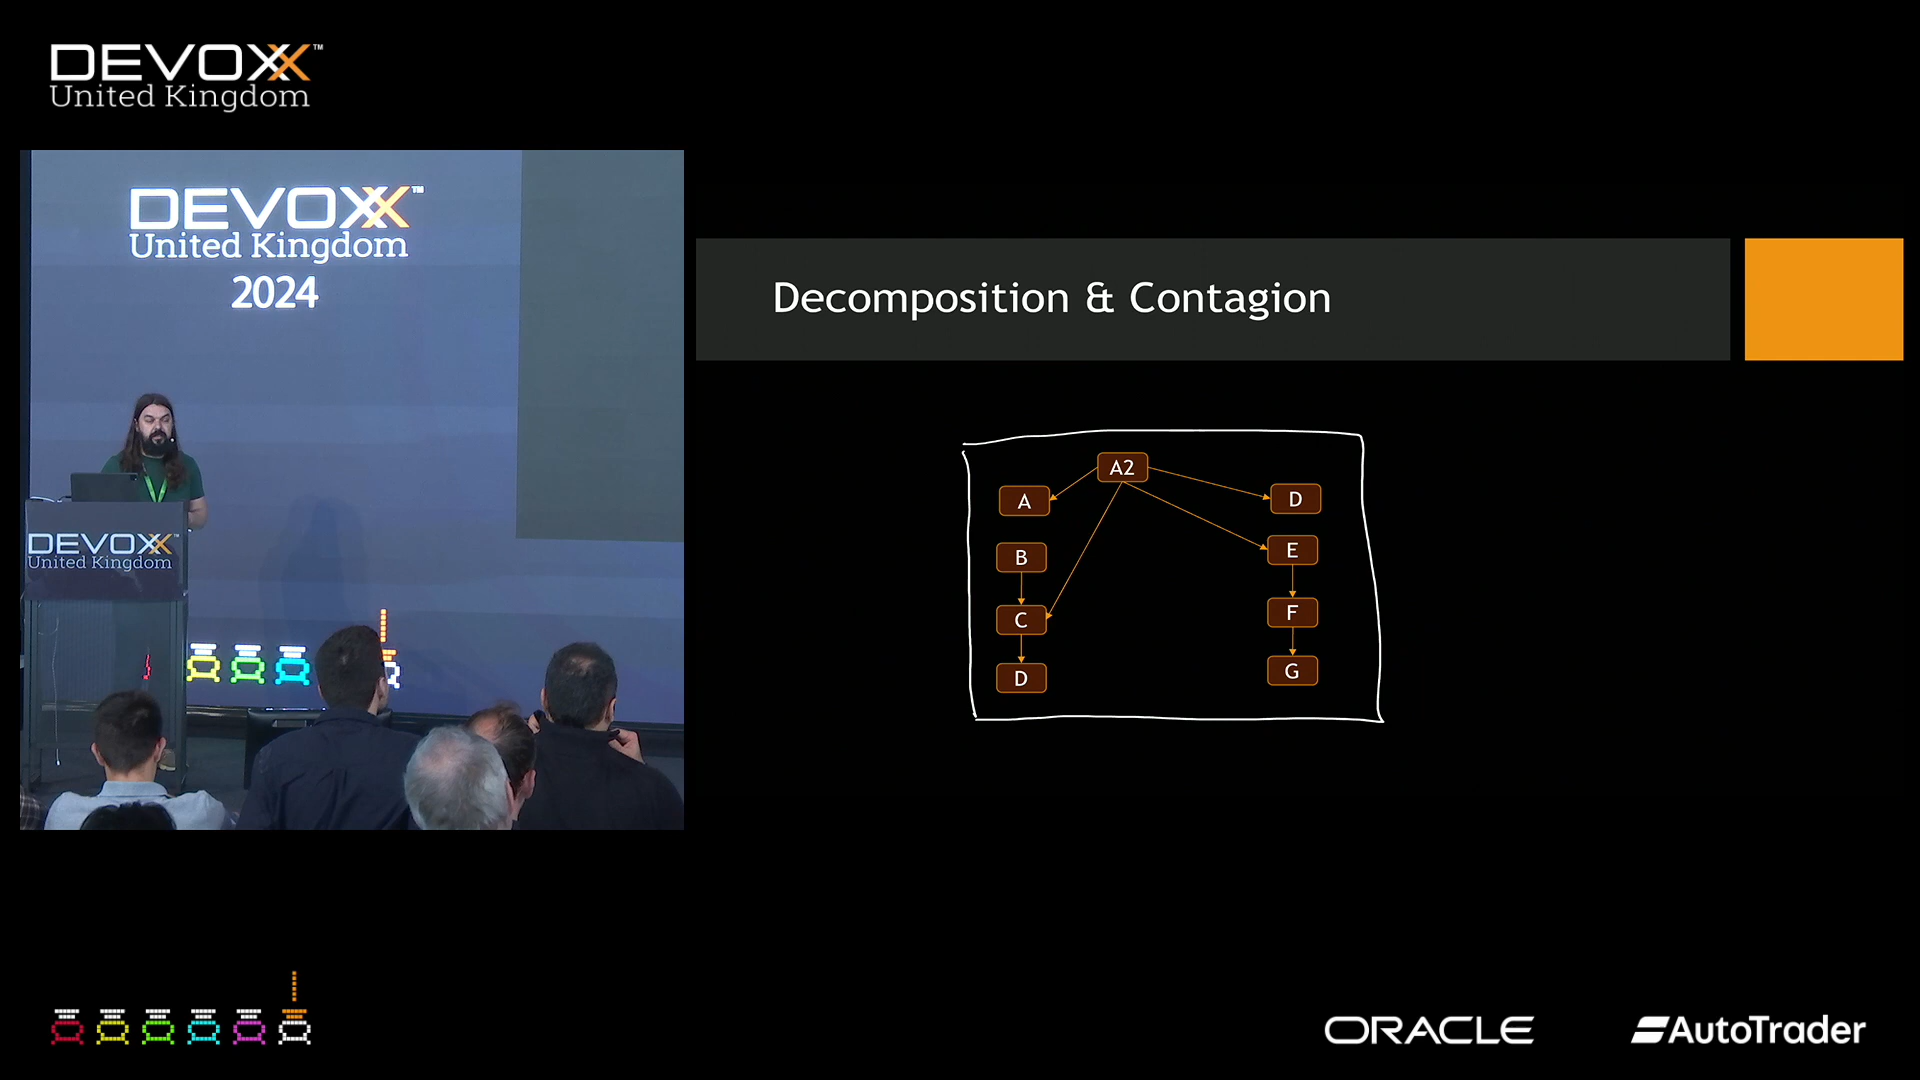 DEVOXX™
United Kingdom
DEVOXX™
United Kingdom
2024
DEVOXX™
United Kingdom
Decomposition & Contagion
A2
A
D
B
E
C
F
D
G
ORACLE
AutoTrader